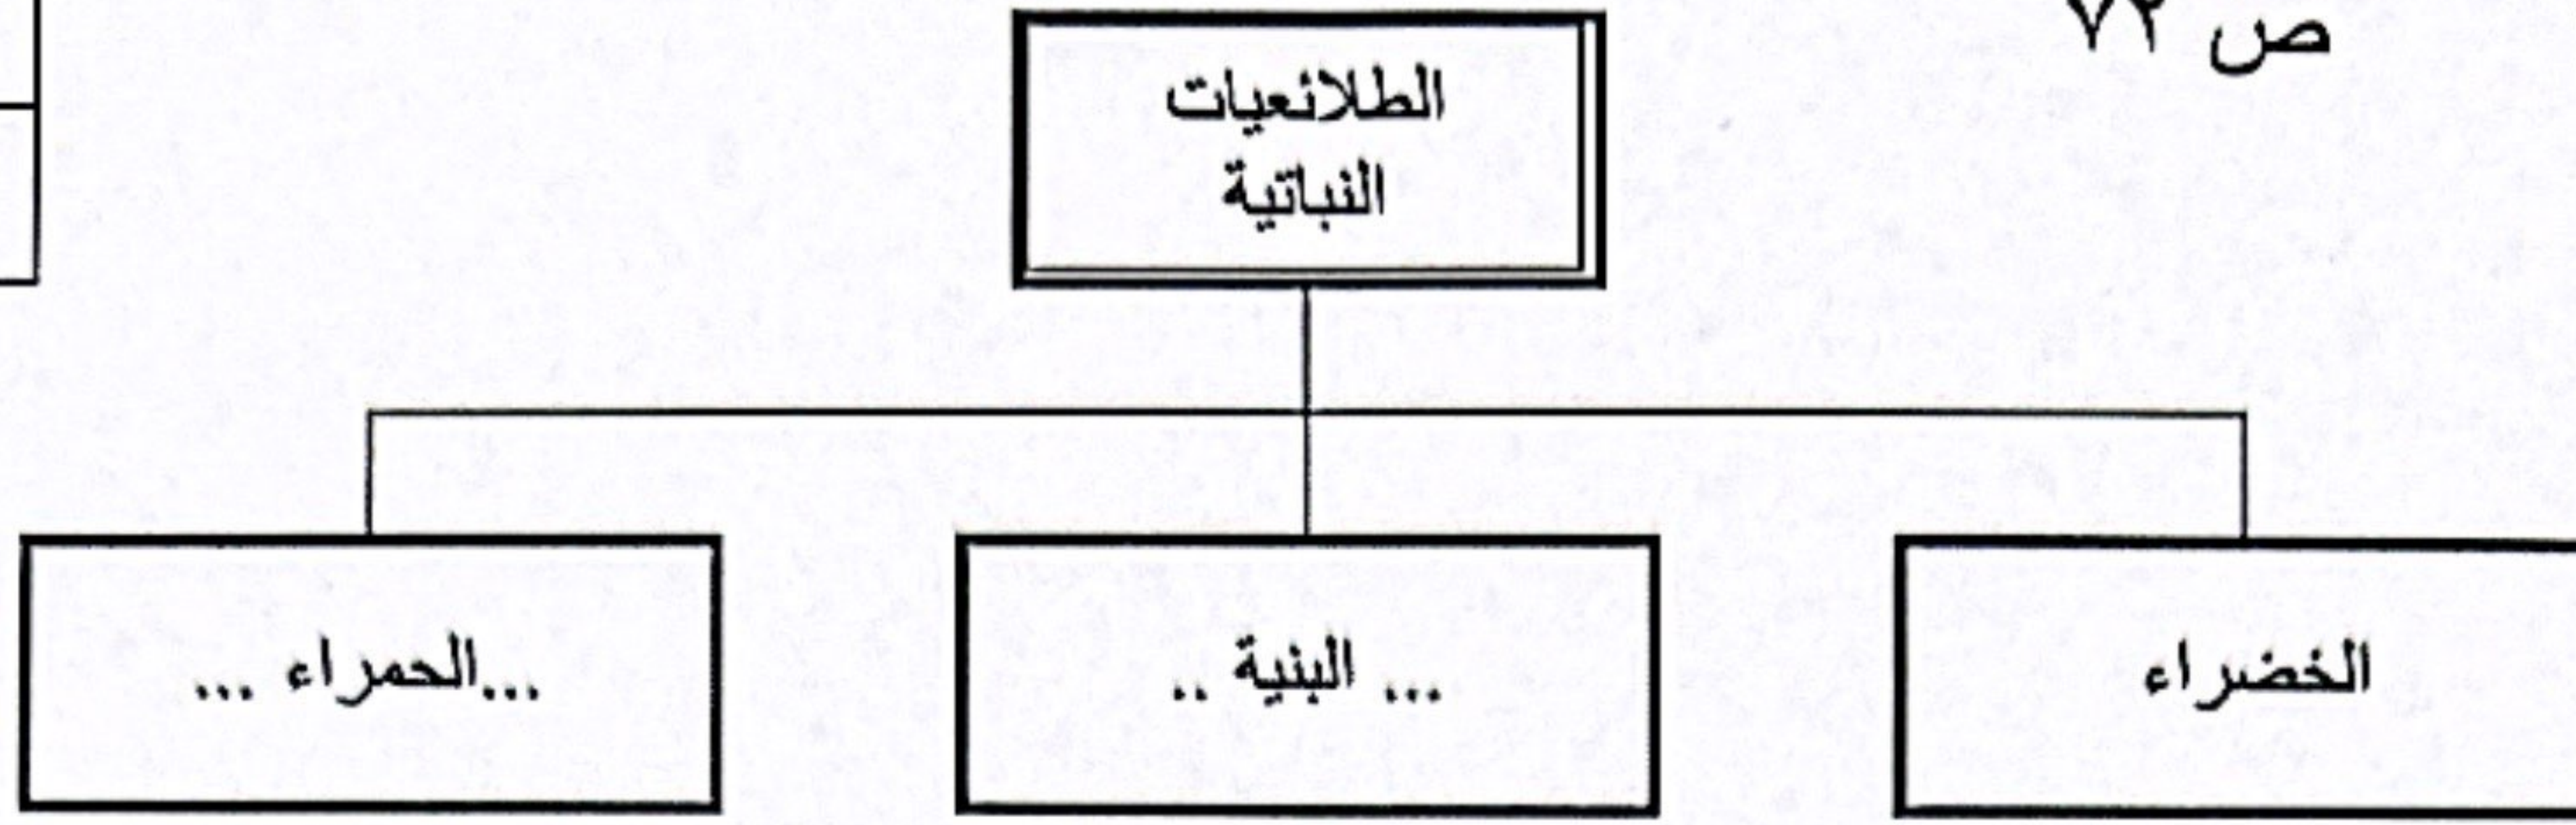 ص ٧٢
الطلائعيات
النباتية
الخضراء
... البنية ..
...الحمراء ...